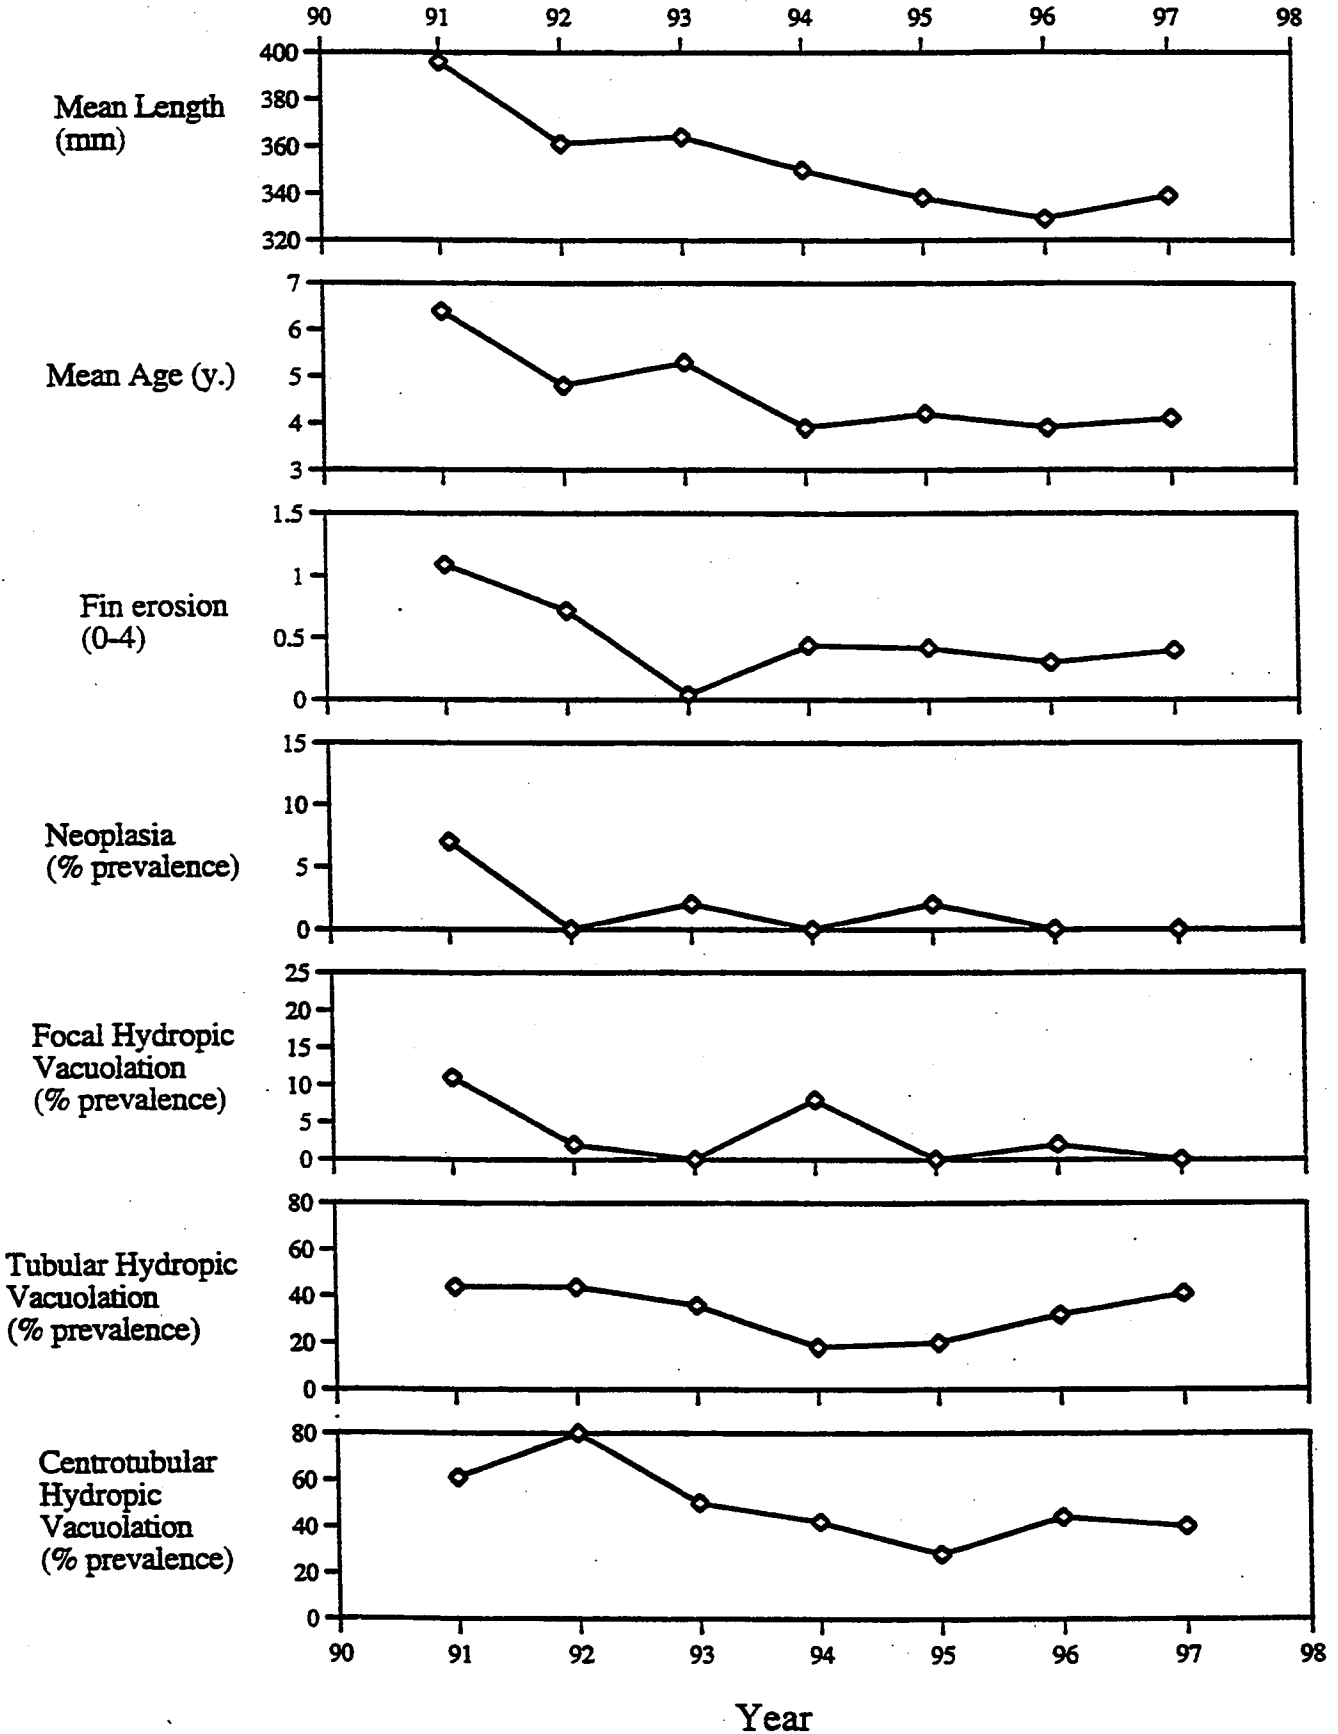 90 91 92 93 94 95 96 97 98
400
380
360
340
320
Mean Length
(mm)
7
6
5
4
3
Mean Age (y.)
1.5
1
0.5
0
Fin erosion
(0-4)
15
10
5
0
Neoplasia
(% prevalence)
25
20
15
10
5
0
Focal Hydropic
Vacuolation
(% prevalence)
80
60
40
20
0
Tubular Hydropic
Vacuolation
(% prevalence)
80
60
40
20
0
Centrotubular
Hydropic
Vacuolation
(% prevalence)
90 91 92 93 94 95 96 97 98
Year